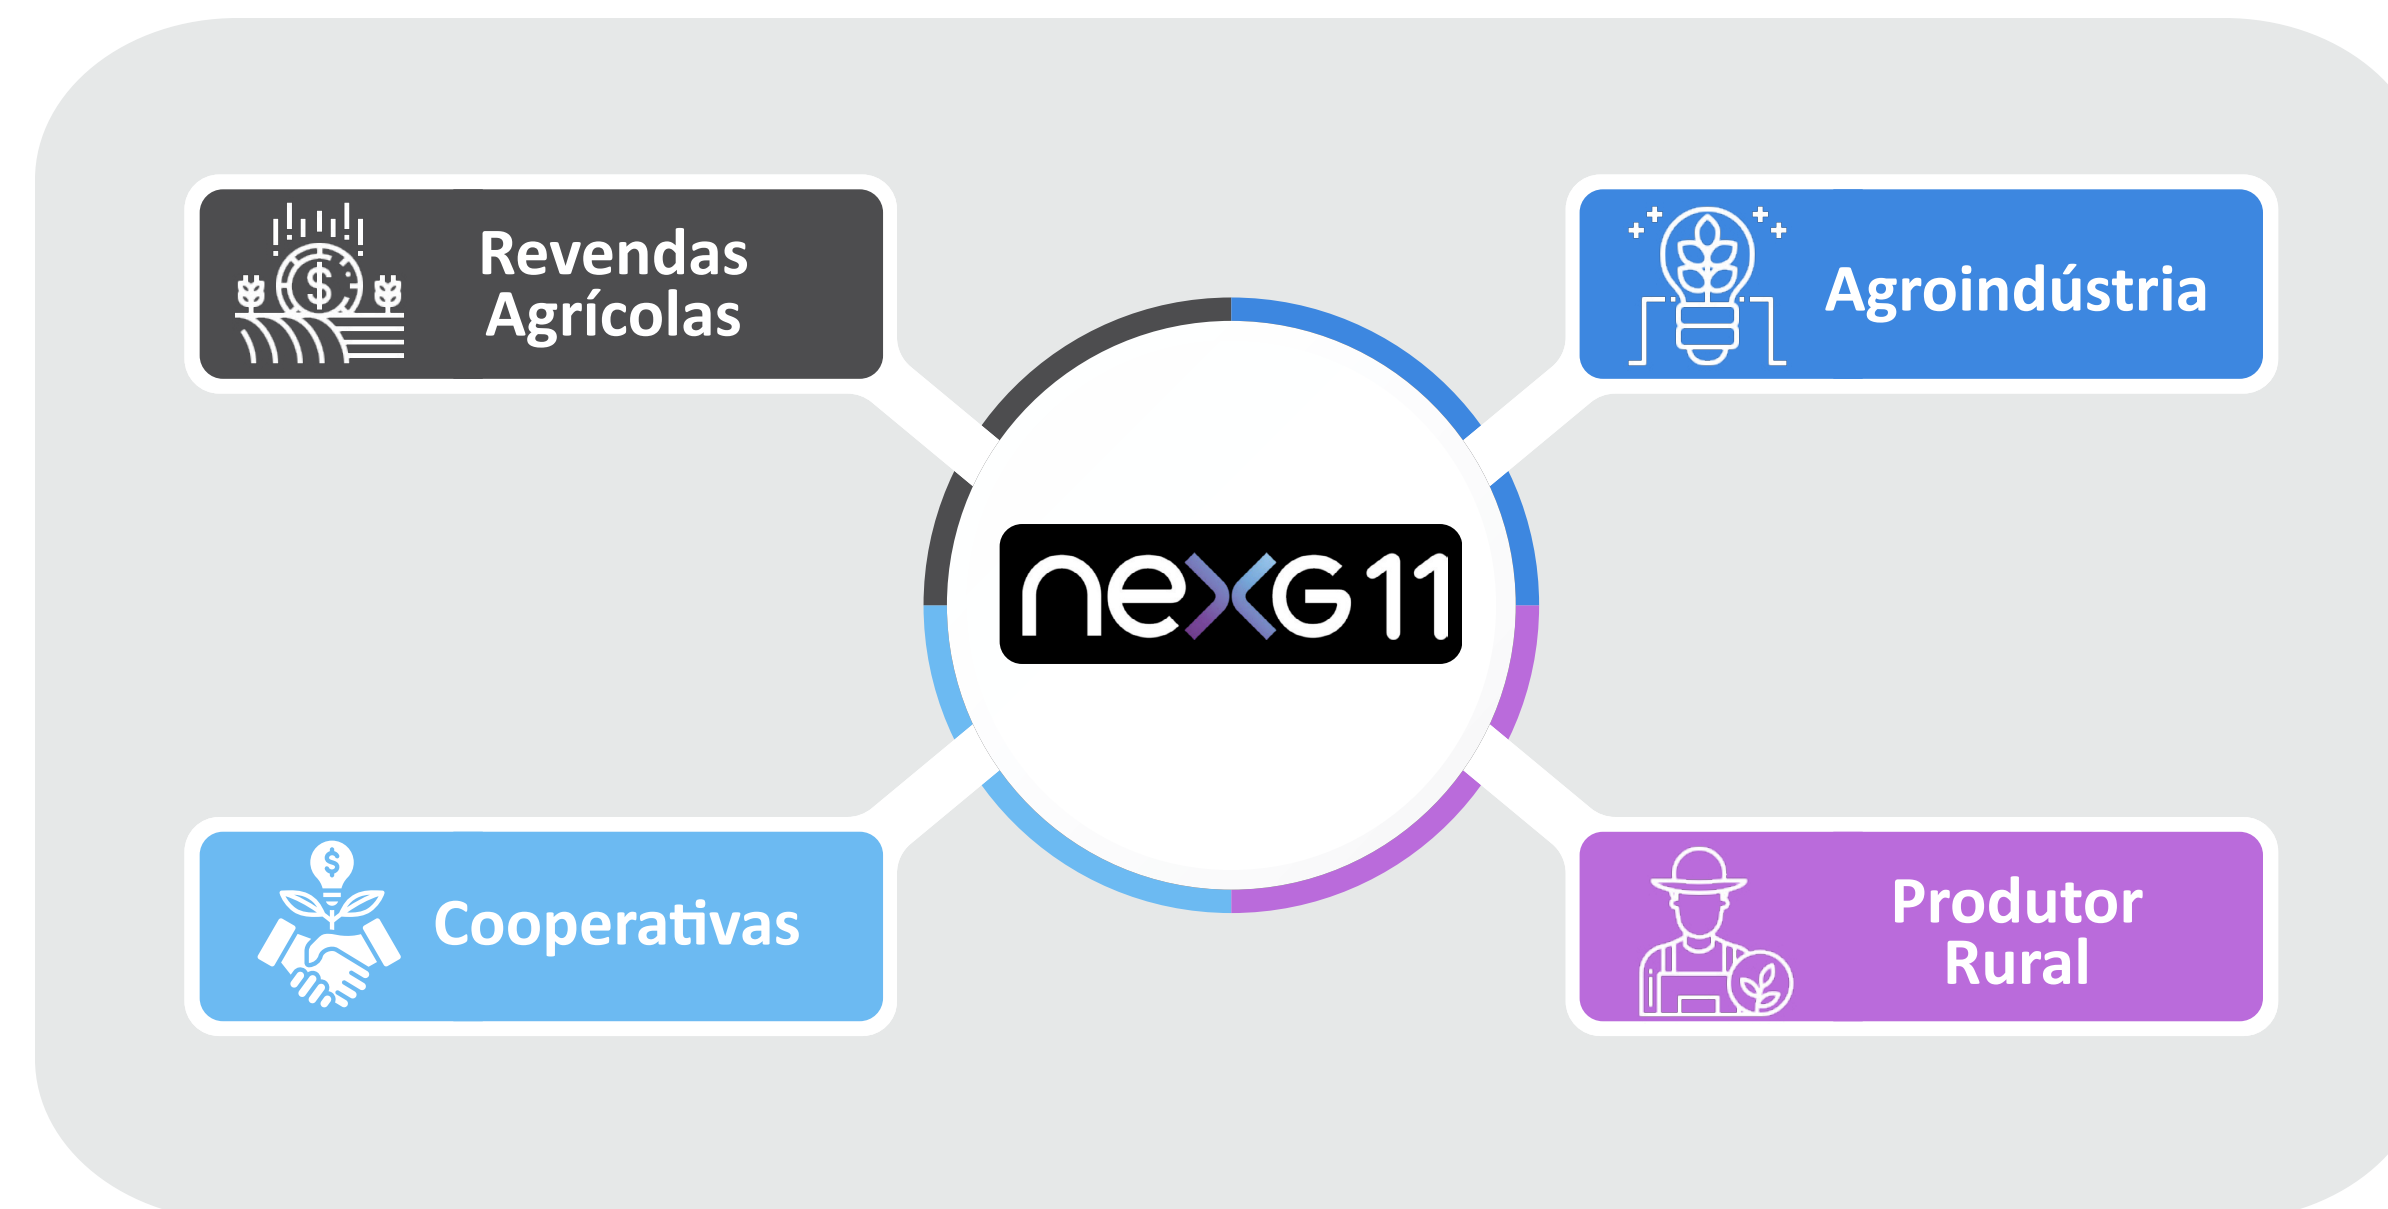 Revendas
Agrícolas
Agroindústria
nexG11
Cooperativas
Produtor
Rural